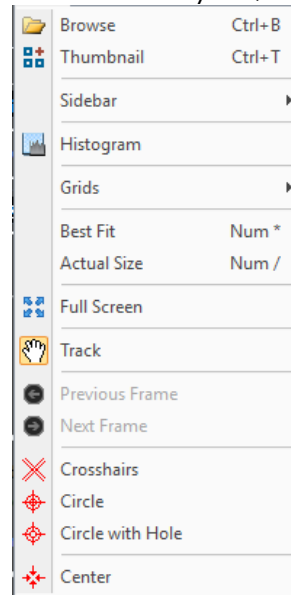 Browse Ctrl+B
Thumbnail Ctrl+T
Sidebar
Histogram
Grids
Best Fit Num *
Actual Size Num /
Full Screen
Track
Previous Frame
Next Frame
Crosshairs
Circle
Circle with Hole
Center